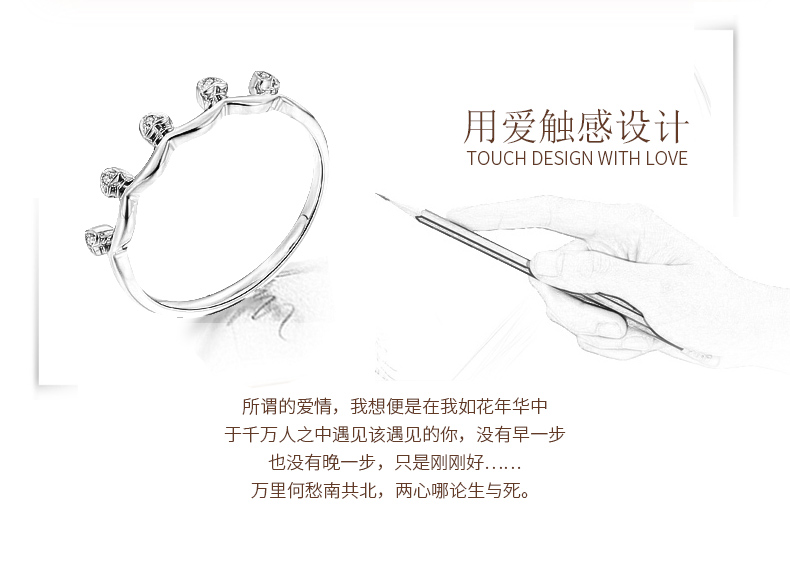 用爱触感设计
TOUCH DESIGN WITH LOVE
所谓的爱情，我想便是在我如花年华中
于千万人之中遇见该遇见的你，没有早一步
也没有晚一步，只是刚刚好……
万里何愁南共北，两心哪论生与死。